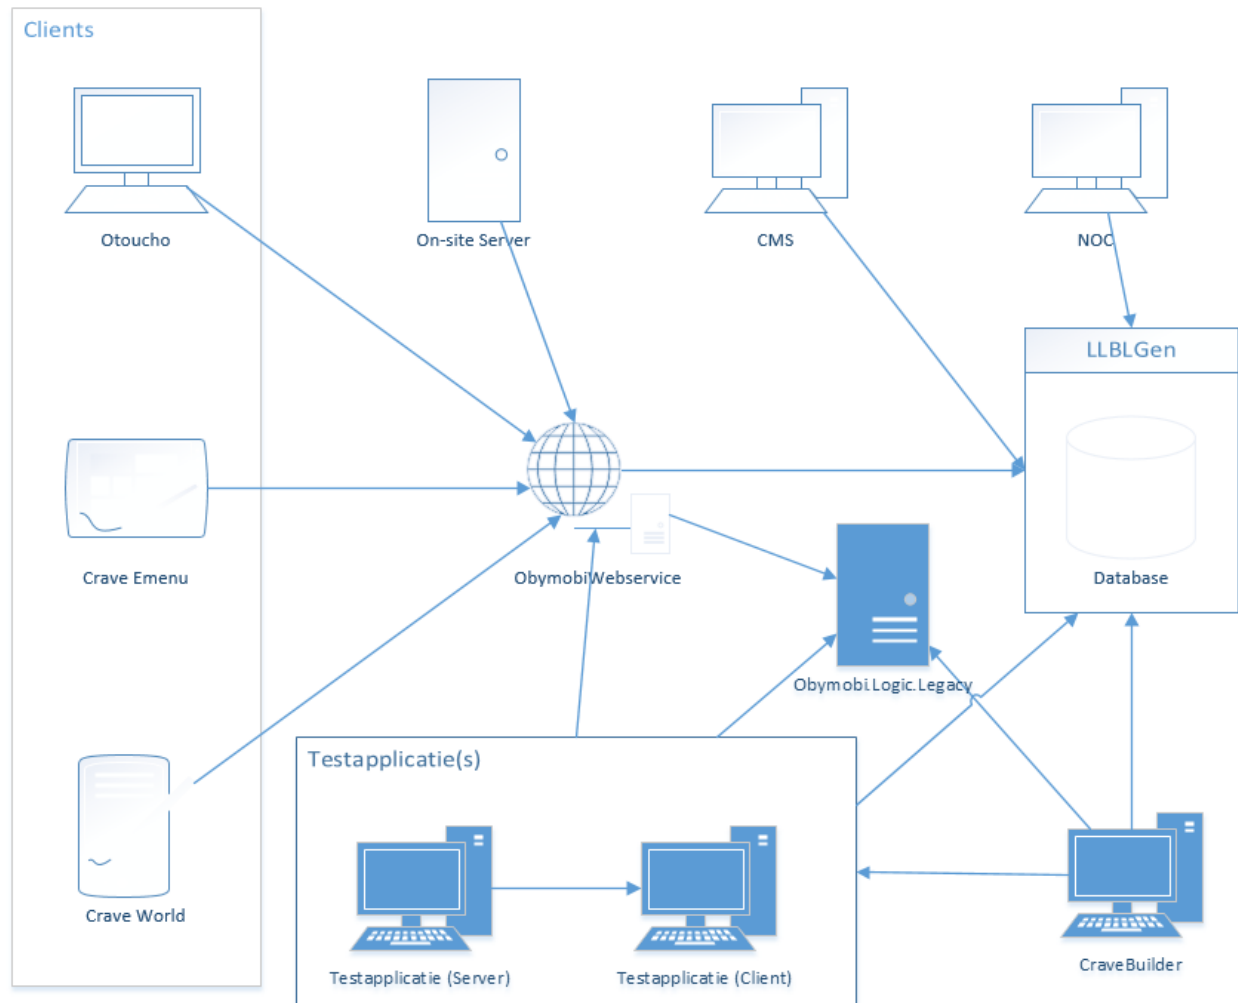 Clients
Otoucho
On-site Server
CMS
NOC
LLBLGen
Crave Emenu
ObymobiWebservice
Database
Obymobi.Logic.Legacy
Testapplicatie(s)
Crave World
Testapplicatie (Server)
Testapplicatie (Client)
CraveBuilder